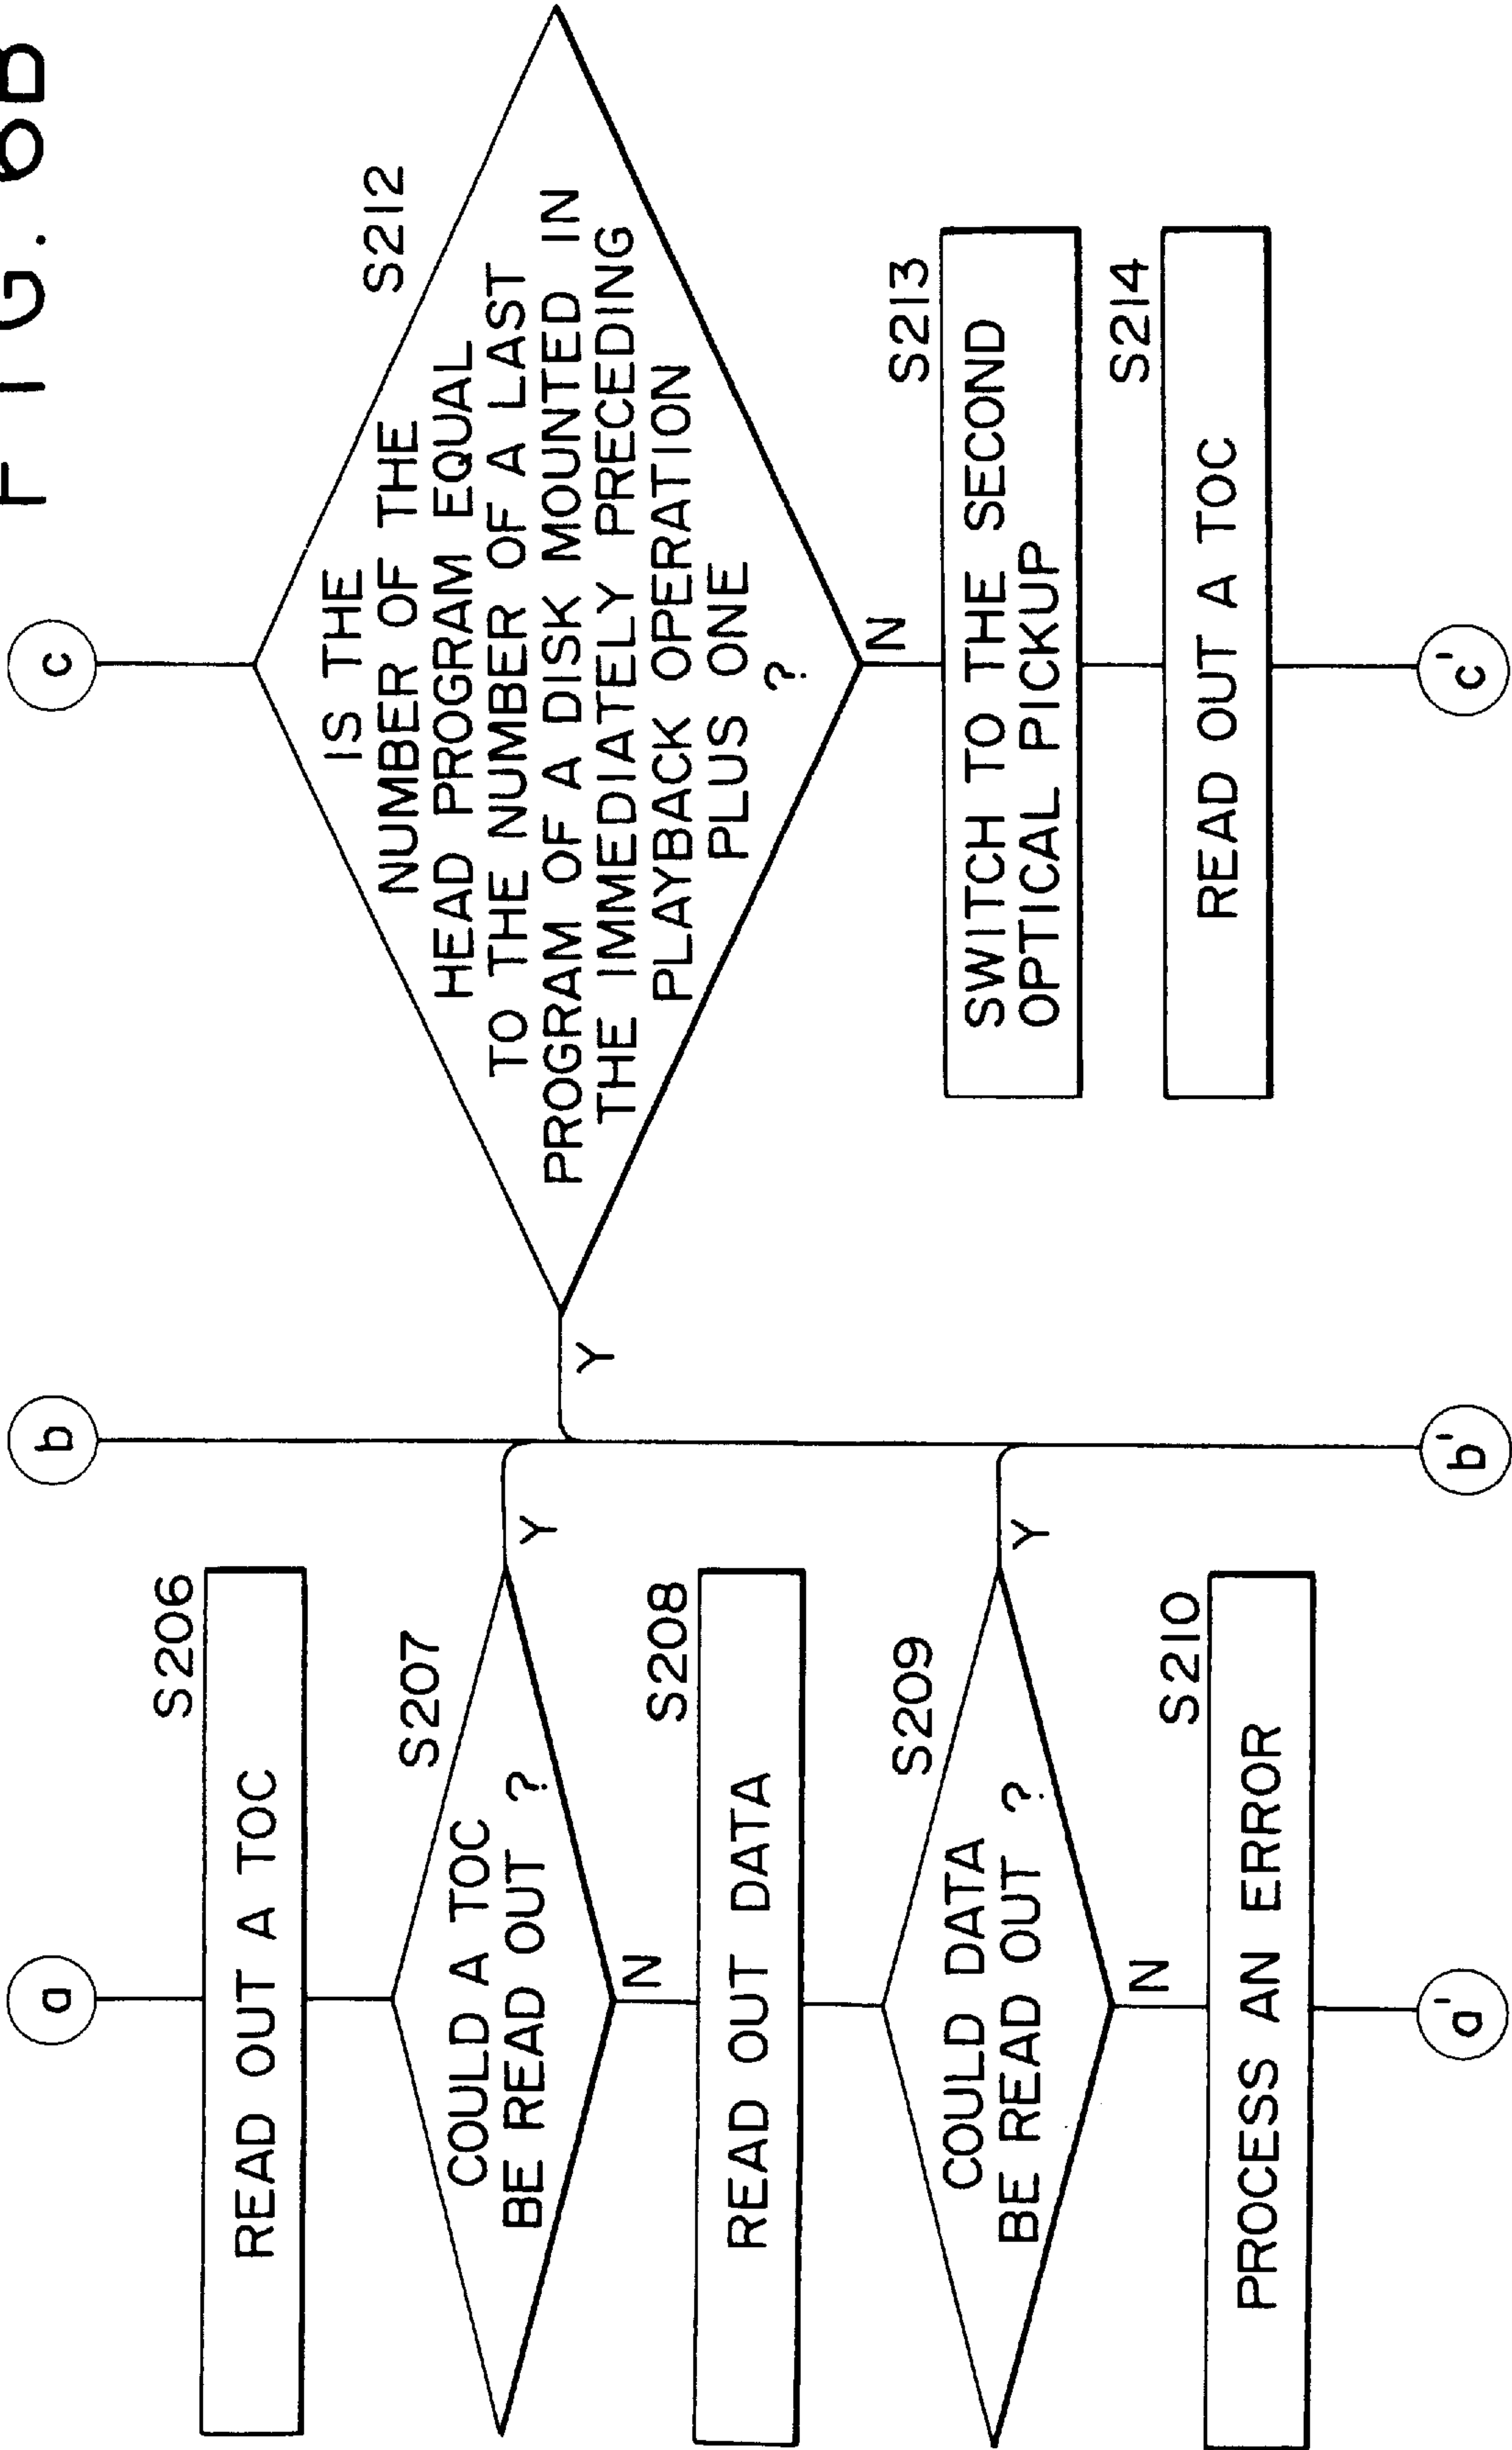 FIG. 6B
a
S206
READ OUT A TOC
S207
COULD A TOC
BE READ OUT ?
Y
N
S208
READ OUT DATA
S209
COULD DATA
BE READ OUT ?
Y
N
S210
PROCESS AN ERROR
a'
b
b'
c
S212
IS THE
NUMBER OF THE
HEAD PROGRAM EQUAL
TO THE NUMBER OF A LAST
PROGRAM OF A DISK MOUNTED IN
THE IMMEDIATELY PRECEDING
PLAYBACK OPERATION
PLUS ONE
?
Y
N
S213
SWITCH TO THE SECOND
OPTICAL PICKUP
S214
READ OUT A TOC
c'